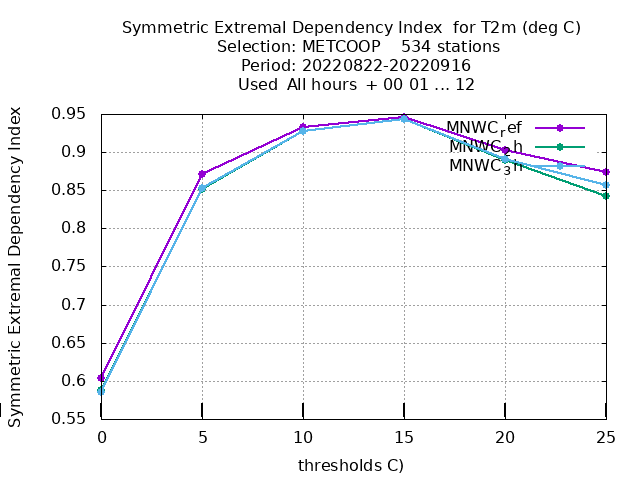 Symmetric Extremal Dependency Index for T2m (deg C)
Selection: METCOOP 534 stations
Period: 20220822-20220916
Used All hours + 00 01 ... 12
Symmetric Extremal Dependency Index
0.95
0.9
0.85
0.8
0.75
0.7
0.65
0.6
0.55
MNWC_ref
MNWC_2h
MNWC_3h
0 5 10 15 20 25
thresholds C)